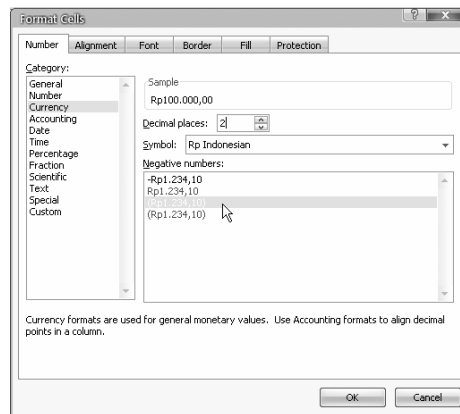 Format Cells
Number Alignment Font Border Fill Protection
Category:
General
Number
Currency
Accounting
Date
Time
Percentage
Fraction
Scientific
Text
Special
Custom
Sample
Rp100.000,00
Decimal places: 2
Symbol: Rp Indonesian
Negative numbers:
-Rp1.234,10
Rp1.234,10
(Rp1.234,10)
(Rp1.234,10)
Currency formats are used for general monetary values. Use Accounting formats to align decimal
points in a column.
OK Cancel